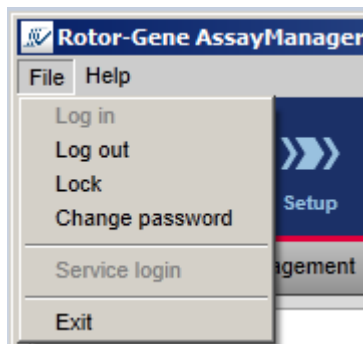 Rotor-Gene AssayManager
File Help
Log in
Log out
Lock
Change password
Setup
Service login
agement
Exit